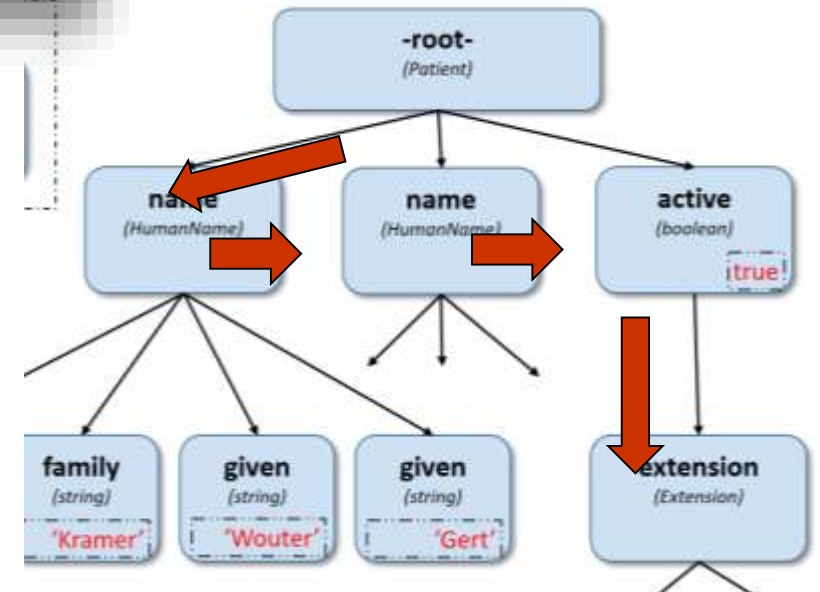 -root-
(Patient)
name
(HumanName)
name
(HumanName)
active
(boolean)
true
family
(string)
'Kramer'
given
(string)
'Wouter'
given
(string)
'Gert'
extension
(Extension)